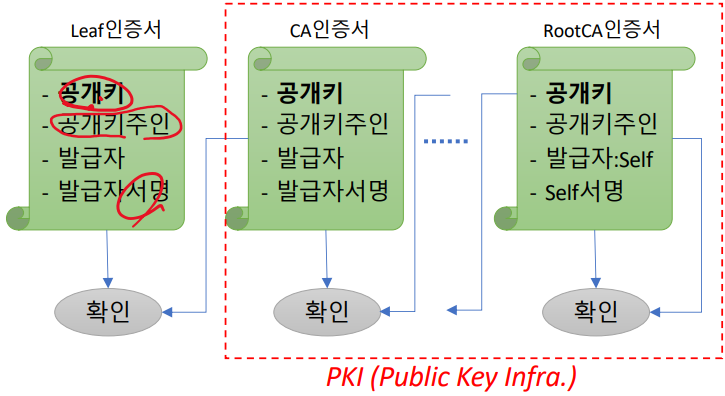 Leaf인증서
- 공개키
- 공개키주인
- 발급자
- 발급자서명
확인
CA인증서
- 공개키
- 공개키주인
- 발급자
- 발급자서명
확인
RootCA인증서
- 공개키
- 공개키주인
- 발급자:Self
- Self서명
확인
PKI (Public Key Infra.)